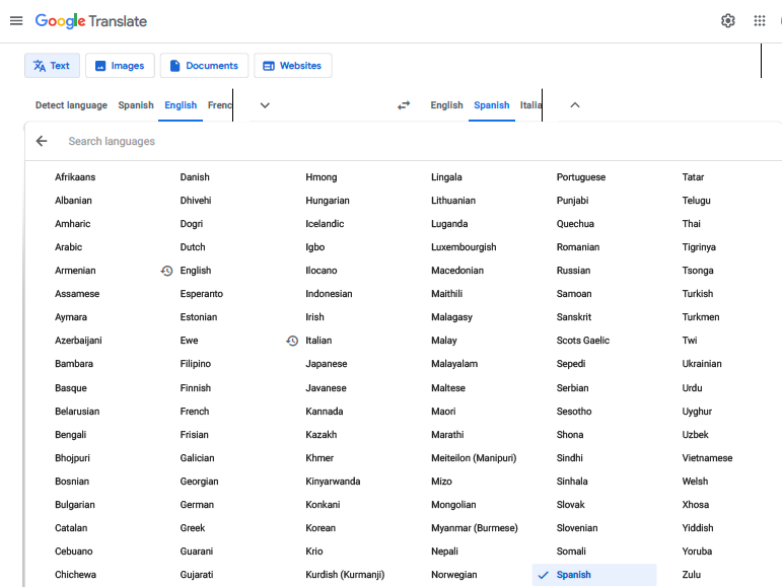 Google Translate
Text Images Documents Websites
Detect language Spanish English Frenc English Spanish Italia
Search languages
Afrikaans Danish Hmong Lingala Portuguese Tatar
Albanian Dhivehi Hungarian Lithuanian Punjabi Telugu
Amharic Dogri Icelandic Luganda Quechua Thai
Arabic Dutch Igbo Luxembourgish Romanian Tigrinya
Armenian English Ilocano Macedonian Russian Tsonga
Assamese Esperanto Indonesian Maithili Samoan Turkish
Aymara Estonian Irish Malagasy Sanskrit Turkmen
Azerbaijani Ewe Italian Malay Scots Gaelic Twi
Bambara Filipino Japanese Malayalam Sepedi Ukrainian
Basque Finnish Javanese Maltese Serbian Urdu
Belarusian French Kannada Maori Sesotho Uyghur
Bengali Frisian Kazakh Marathi Shona Uzbek
Bhojpuri Galician Khmer Meiteilon (Manipuri) Sindhi Vietnamese
Bosnian Georgian Kinyarwanda Mizo Sinhala Welsh
Bulgarian German Konkani Mongolian Slovak Xhosa
Catalan Greek Korean Myanmar (Burmese) Slovenian Yiddish
Cebuano Guarani Krio Nepali Somali Yoruba
Chichewa Gujarati Kurdish (Kurmanji) Norwegian Spanish Zulu